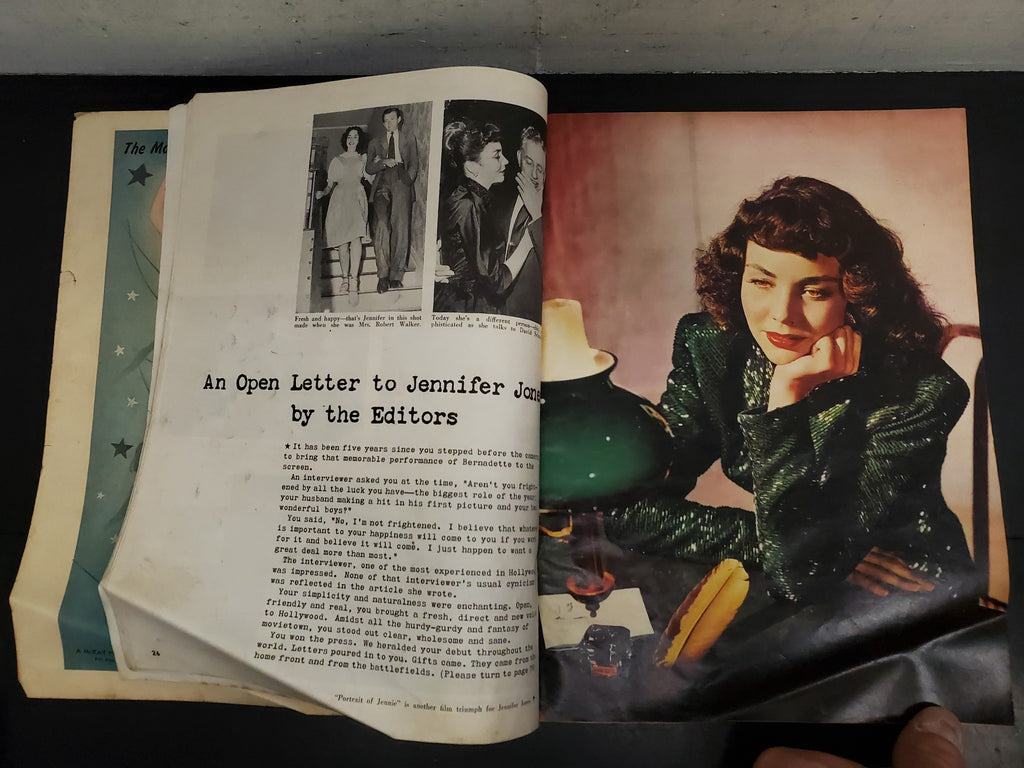 The Mo
Fresh and happy—that's Jennifer in this shot
made when she was Mrs. Robert Walker.
Today she's a different person
phisticated as she talks to David
An Open Letter to Jennifer Jone
by the Editors
★ It has been five years since you stepped before the
to bring that memorable performance of Bernadette to the
screen.
An interviewer asked you at the time, "Aren't you fright-
ened by all the luck you have—the biggest role of the year,
your husband making a hit in his first picture and your
wonderful boys?"
You said, "No, I'm not frightened. I believe that
is important to your happiness will come to you if you
for it and believe it will come. I just happen to want a
great deal more than most."
The interviewer, one of the most experienced in
was impressed. None of that interviewer's usual
was reflected in the article she wrote.
Your simplicity and naturalness were enchanting. Open,
friendly and real, you brought a fresh, direct and new
to Hollywood. Amidst all the hurdy-gurdy and fantasy of
movietown, you stood out clear, wholesome and sane.
You won the press. We heralded your debut throughout the
world. Letters poured in to you. Gifts came. They came from
home front and from the battlefields. (Please turn to page
26
"Portrait of Jennie" is another film triumph for Jennifer Jones